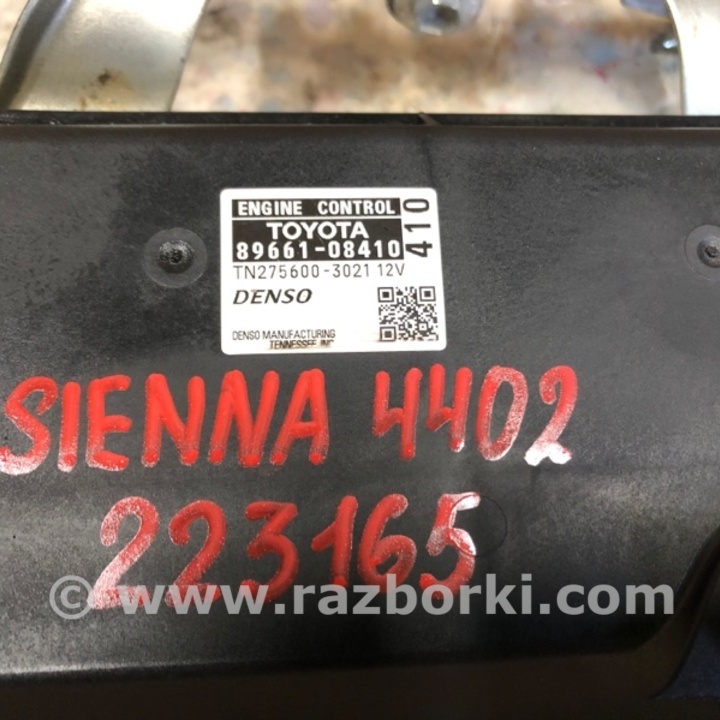 ENGINE CONTROL
TOYOTA
89661-08410
410
TN275600-3021 12V
DENSO
DENSO MANUFACTURING
TENNESSEE, INC
SIENNA 4402
223165
© www.razborki.com